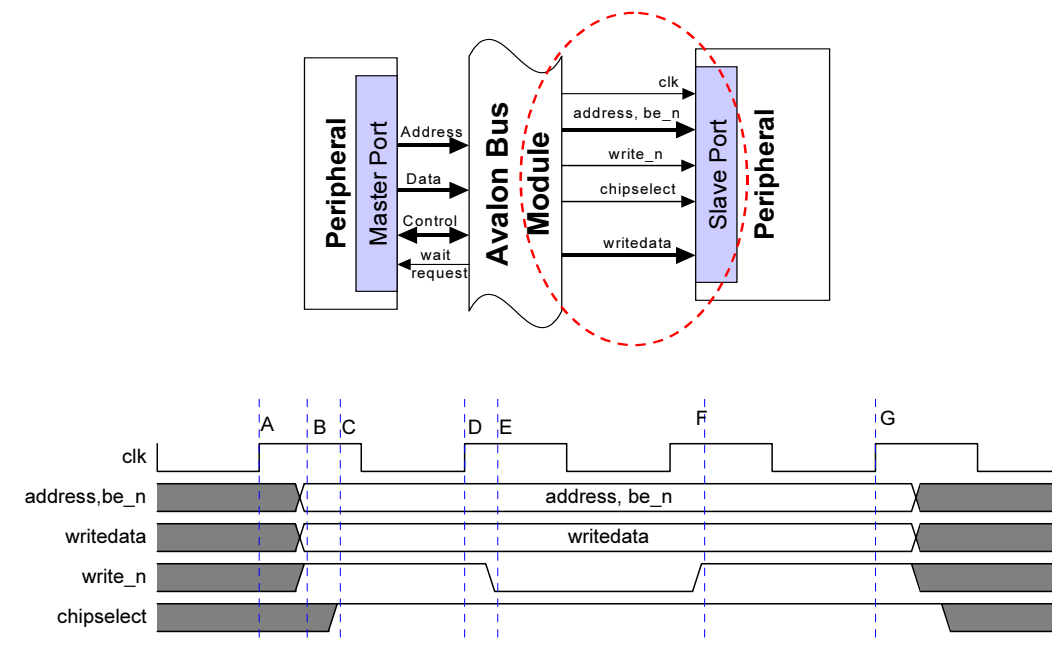 Peripheral
Master Port
Address
Data
Control
wait
request
Avalon Bus
Module
clk
address, be_n
write_n
chipselect
writedata
Slave Port
Peripheral
A
B
C
D
E
F
G
clk
address,be_n
address, be_n
writedata
writedata
write_n
chipselect